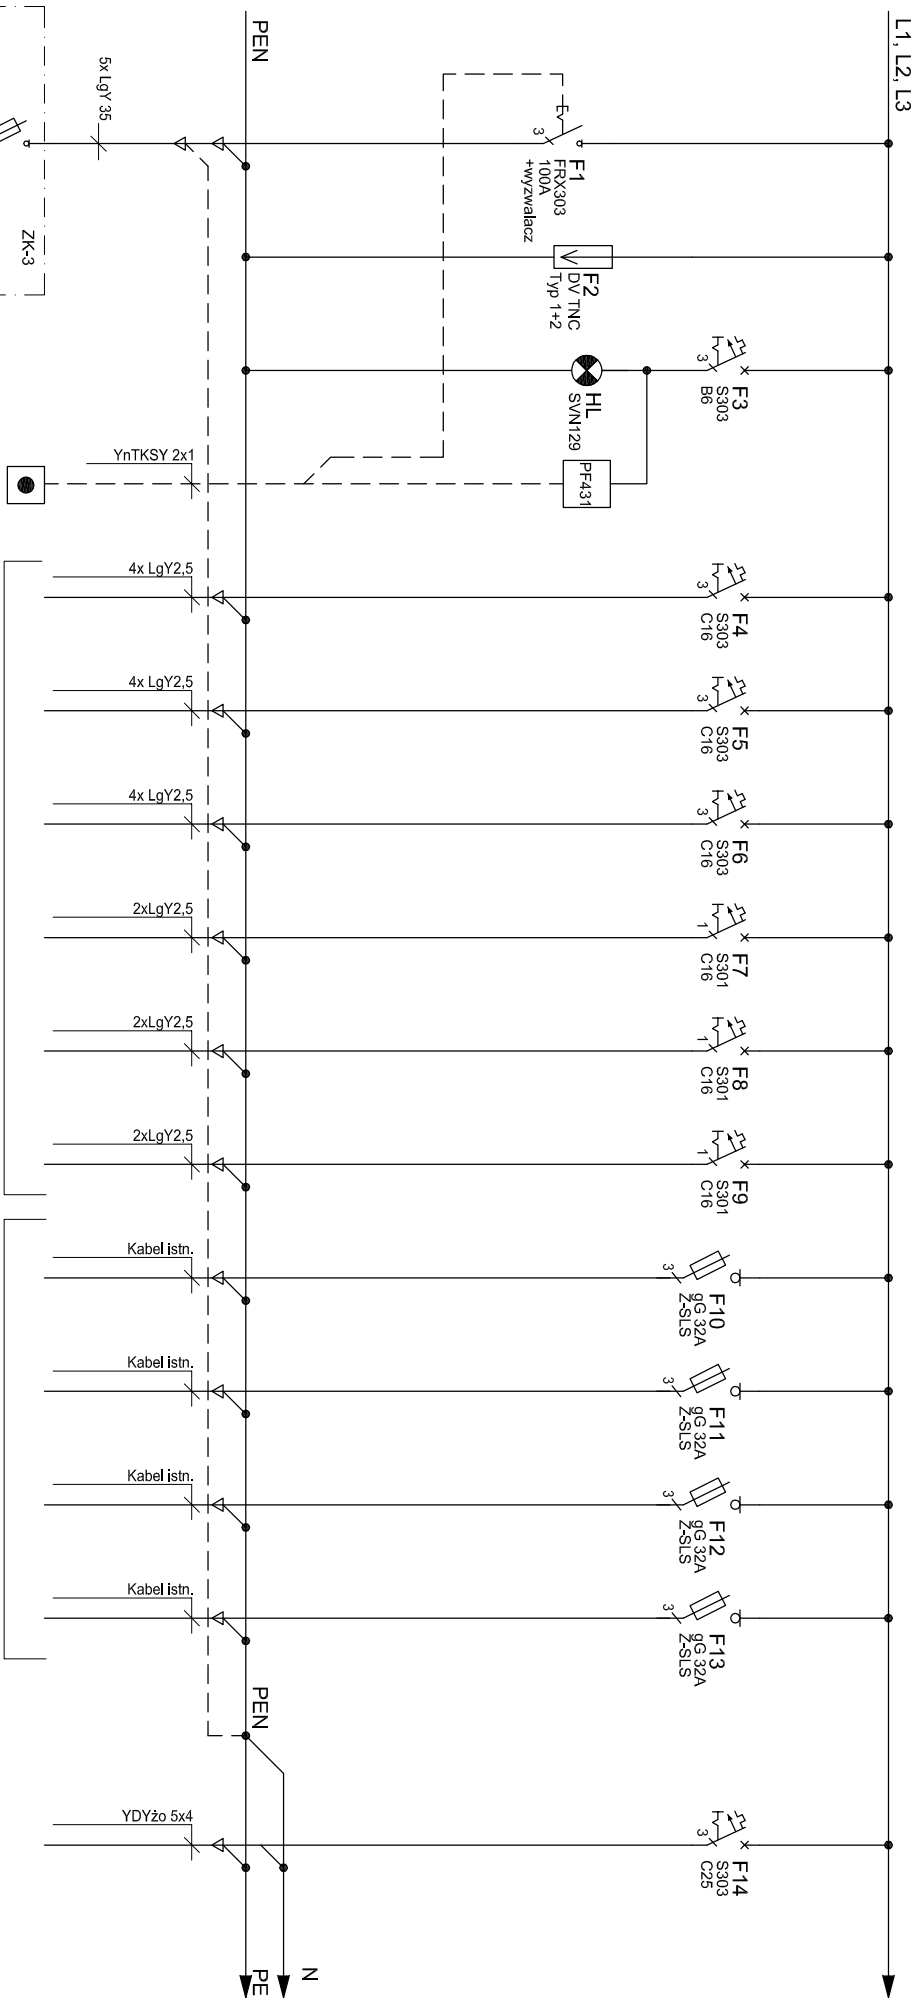 L1, L2, L3
PEN
5x LgY 35
ZK-3
3
F1
FRX303
100A
+wyzwalacz
F2
DV TNC
Typ 1+2
3
F3
S303
B6
HL
SVN129
PF431
YnTKSY 2x1
3
F4
S303
C16
4x LgY2,5
3
F5
S303
C16
4x LgY2,5
3
F6
S303
C16
4x LgY2,5
1
F7
S301
C16
2xLgY2,5
1
F8
S301
C16
2xLgY2,5
1
F9
S301
C16
2xLgY2,5
3
F10
gG 32A
Z-SLS
Kabel istn.
3
F11
gG 32A
Z-SLS
Kabel istn.
3
F12
gG 32A
Z-SLS
Kabel istn.
3
F13
gG 32A
Z-SLS
Kabel istn.
PEN
3
F14
S303
C25
YDYżo 5x4
N
PE